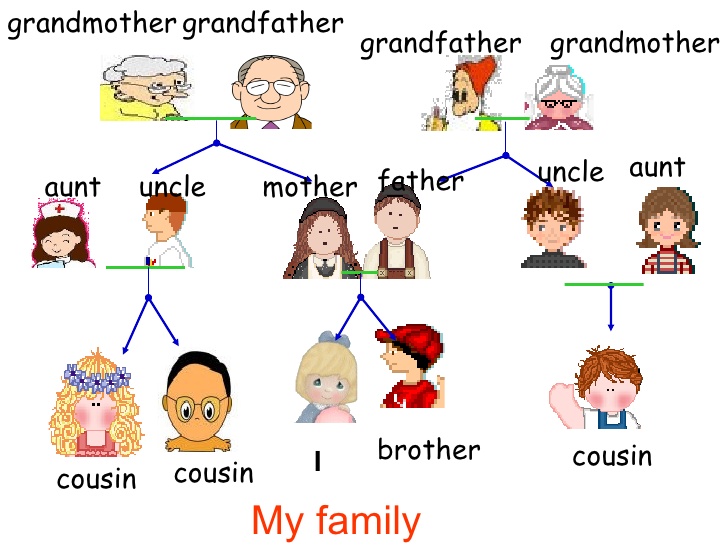 grandmother grandfather
grandfather grandmother
aunt uncle mother father uncle aunt
cousin cousin I brother cousin
My family